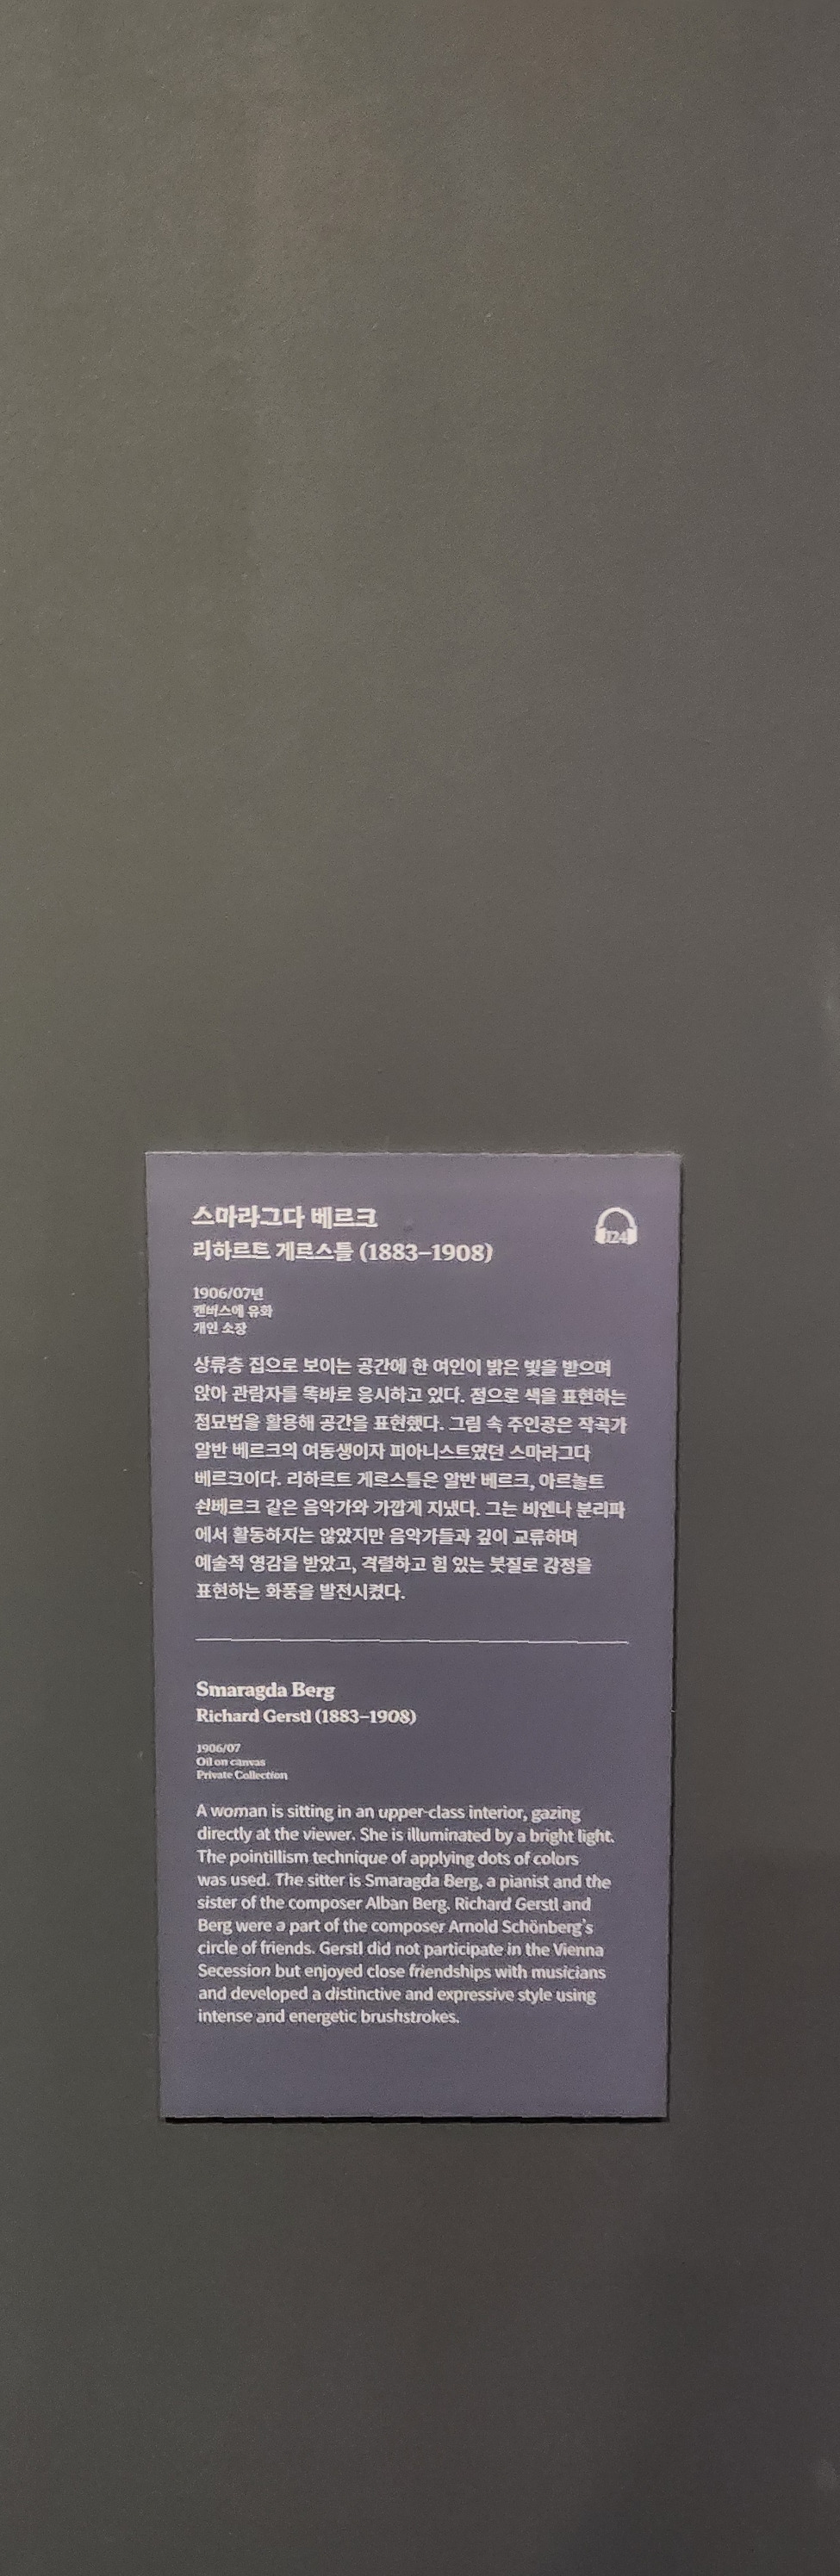 스마라그다 베르크
124
리하르트 게르스틀 (1883–1908)
1906/07년
캔버스에 유화
개인 소장
상류층 집으로 보이는 공간에 한 여인이 밝은 빛을 받으며
앉아 관람자를 똑바로 응시하고 있다. 점으로 색을 표현하는
점묘법을 활용해 공간을 표현했다. 그림 속 주인공은 작곡가
알반 베르크의 여동생이자 피아니스트였던 스마라그다
베르크이다. 리하르트 게르스틀은 알반 베르크, 아르놀트
쇤베르크 같은 음악가와 가깝게 지냈다. 그는 비엔나 분리파
에서 활동하지는 않았지만 음악가들과 깊이 교류하며
예술적 영감을 받았고, 격렬하고 힘 있는 붓질로 감정을
표현하는 화풍을 발전시켰다.
Smaragda Berg
Richard Gerstl (1883–1908)
1906/07
Oil on canvas
Private Collection
A woman is sitting in an upper-class interior, gazing
directly at the viewer. She is illuminated by a bright light.
The pointillism technique of applying dots of colors
was used. The sitter is Smaragda Berg, a pianist and the
sister of the composer Alban Berg. Richard Gerstl and
Berg were a part of the composer Arnold Schönberg's
circle of friends. Gerstl did not participate in the Vienna
Secession but enjoyed close friendships with musicians
and developed a distinctive and expressive style using
intense and energetic brushstrokes.